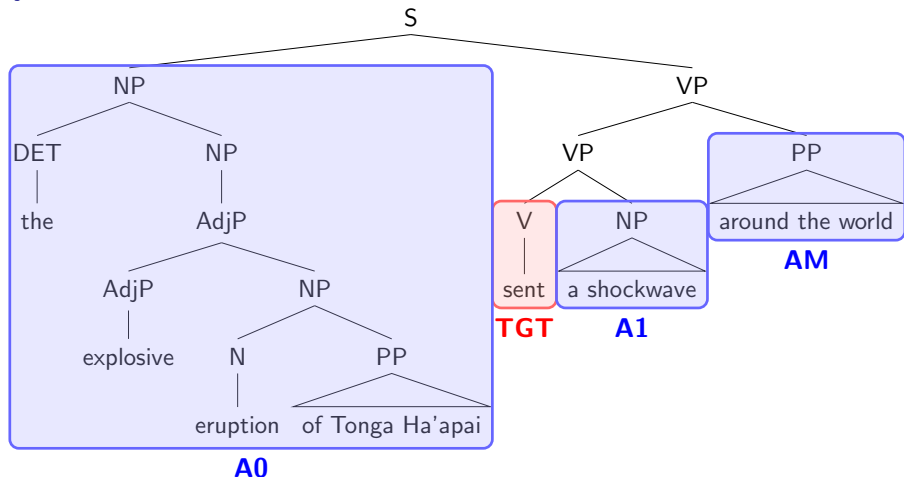 S
NP VP
DET NP VP PP
the AdjP V NP around the world
AM
AdjP NP sent a shockwave
TGT A1
explosive N PP
eruption of Tonga Ha'apai
A0